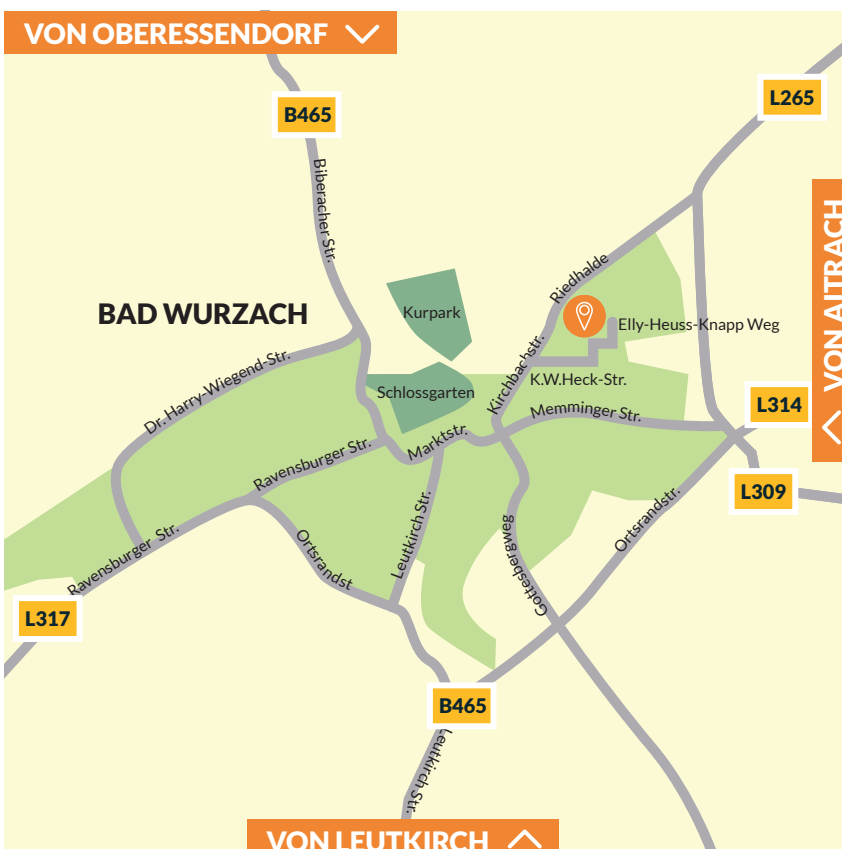 VON OBERESSENDORF
B465
L265
Biberacher Str.
VON AITRACH
Riedhalde
BAD WURZACH
Kurpark
Elly-Heuss-Knapp Weg
Dr. Harry-Wiegend-Str.
Kirchbachstr.
K.W.Heck-Str.
Schlossgarten
Memminger Str.
L314
Marktstr.
Ravensburger Str.
L309
Leutkirch Str.
Ortsrandstr.
Gottesbergweg
Ravensburger Str.
Ortsrandst
L317
B465
Leutkirch Str.
VON LEUTKIRCH